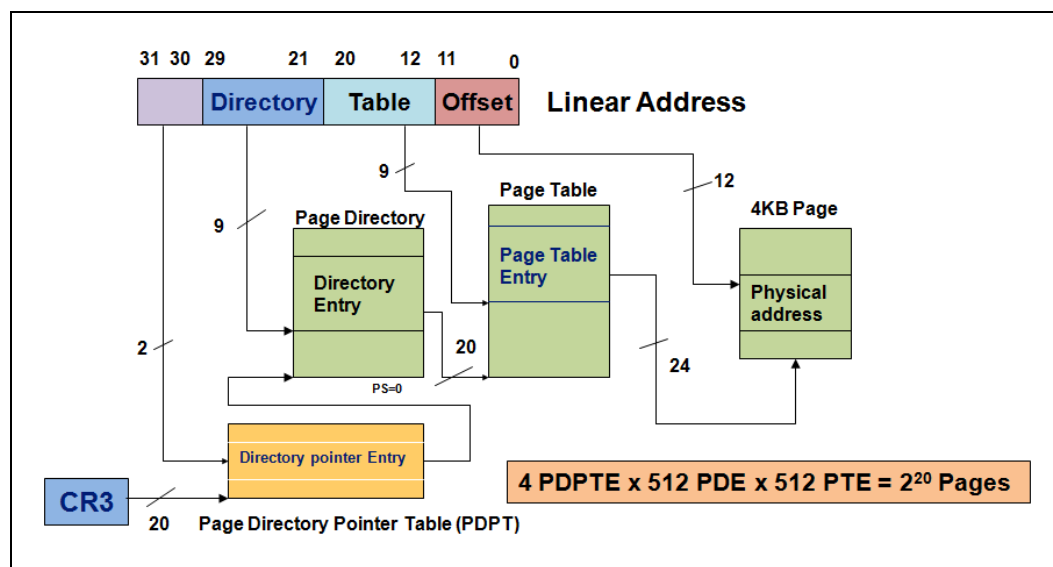 31 30 29 21 20 12 11 0
Directory Table Offset Linear Address
9
12
Page Table
4KB Page
9
Page Directory
Page Table
Entry
Directory
Entry
Physical
address
2
20
24
PS=0
Directory pointer Entry
CR3
4 PDPTE x 512 PDE x 512 PTE = 2²⁰ Pages
20
Page Directory Pointer Table (PDPT)